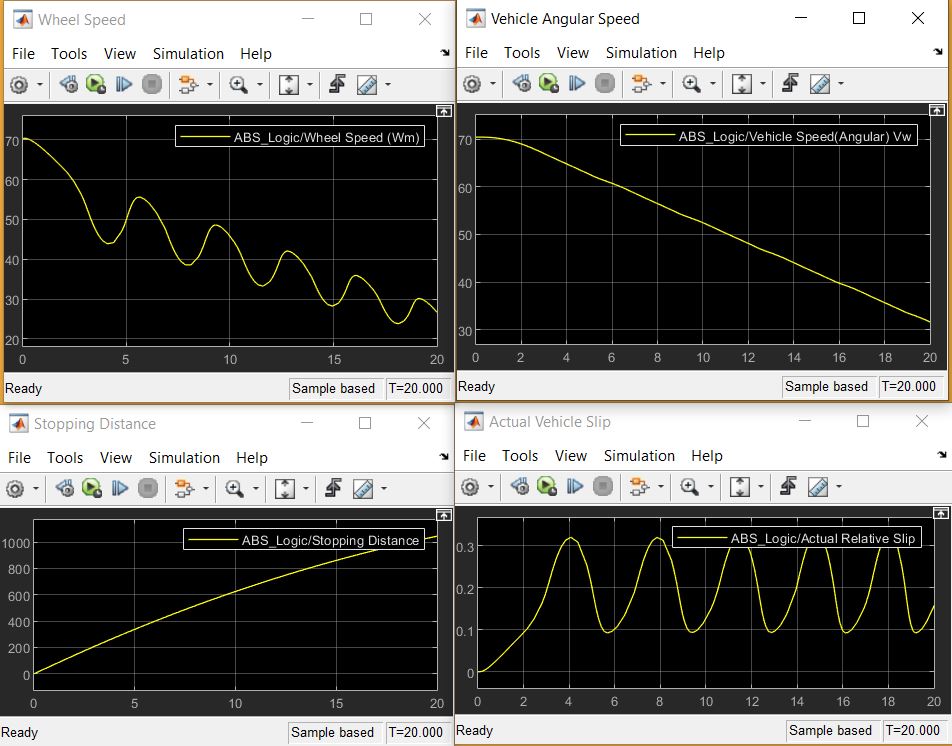 Wheel Speed
File Tools View Simulation Help
ABS_Logic/Wheel Speed (Wm)
70
60
50
40
30
20
0 5 10 15 20
Ready Sample based T=20.000
Vehicle Angular Speed
File Tools View Simulation Help
ABS_Logic/Vehicle Speed(Angular) Vw
70
60
50
40
30
0 2 4 6 8 10 12 14 16 18 20
Ready Sample based T=20.000
Stopping Distance
File Tools View Simulation Help
ABS_Logic/Stopping Distance
1000
800
600
400
200
0
0 5 10 15 20
Ready Sample based T=20.000
Actual Vehicle Slip
File Tools View Simulation Help
ABS_Logic/Actual Relative Slip
0.3
0.2
0.1
0
0 2 4 6 8 10 12 14 16 18 20
Ready Sample based T=20.000